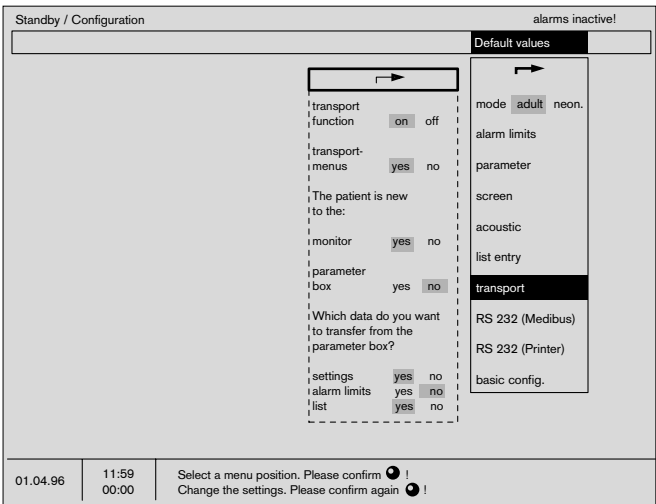 Standby / Configuration
alarms inactive!
Default values
transport
function on off
transport-
menus yes no
The patient is new
to the:
monitor yes no
parameter
box yes no
Which data do you want
to transfer from the
parameter box?
settings yes no
alarm limits yes no
list yes no
mode adult neon.
alarm limits
parameter
screen
acoustic
list entry
transport
RS 232 (Medibus)
RS 232 (Printer)
basic config.
01.04.96
11:59
00:00
Select a menu position. Please confirm !
Change the settings. Please confirm again !